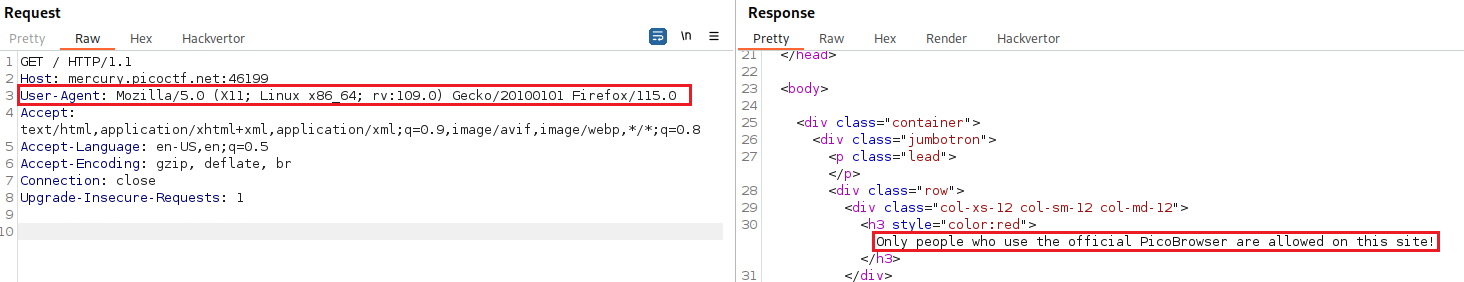 Request
Pretty Raw Hex Hackvertor \n
1 GET / HTTP/1.1
2 Host: mercury.picoctf.net:46199
3 User-Agent: Mozilla/5.0 (X11; Linux x86_64; rv:109.0) Gecko/20100101 Firefox/115.0
4 Accept:
text/html,application/xhtml+xml,application/xml;q=0.9,image/avif,image/webp,*/*;q=0.8
5 Accept-Language: en-US,en;q=0.5
6 Accept-Encoding: gzip, deflate, br
7 Connection: close
8 Upgrade-Insecure-Requests: 1
9
10
Response
Pretty Raw Hex Render Hackvertor
21 </head>
22
23 <body>
24
25 <div class="container">
26 <div class="jumbotron">
27 <p class="lead">
</p>
28 <div class="row">
29 <div class="col-xs-12 col-sm-12 col-md-12">
30 <h3 style="color:red">
Only people who use the official PicoBrowser are allowed on this site!
</h3>
31 </div>